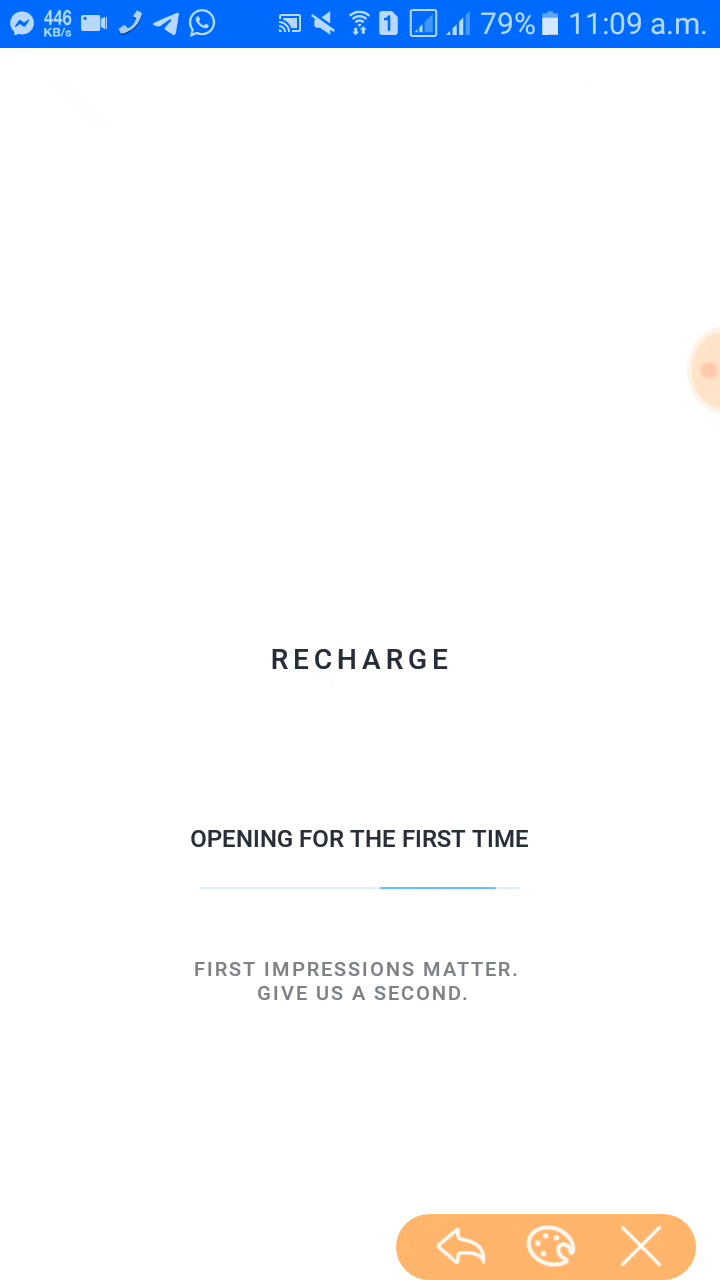 446
KB/s
1
79% 11:09 a.m.
RECHARGE
OPENING FOR THE FIRST TIME
FIRST IMPRESSIONS MATTER.
GIVE US A SECOND.